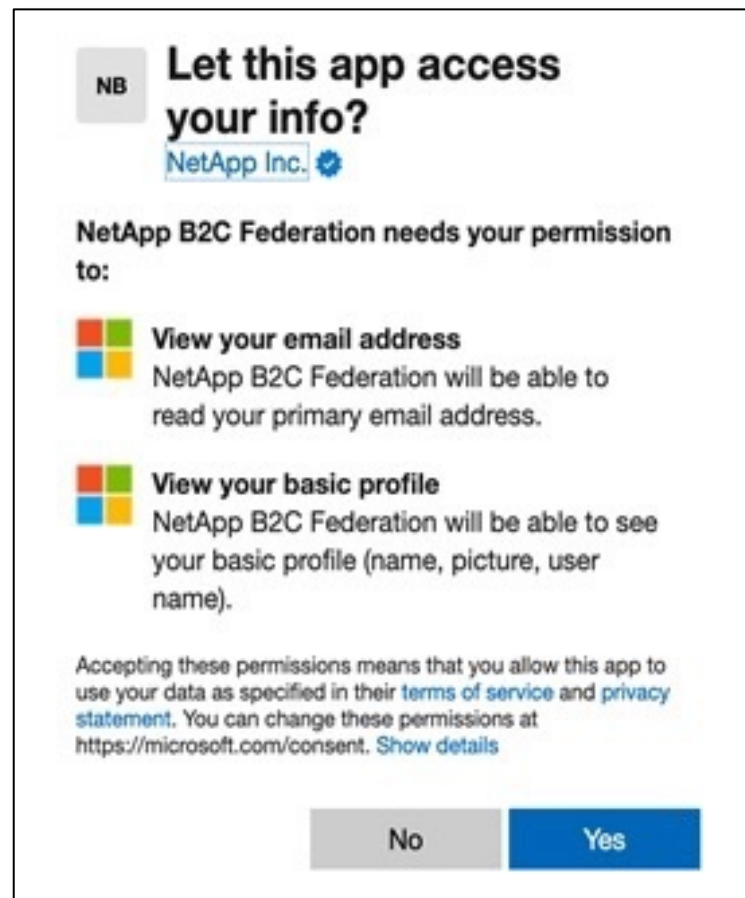 NB
Let this app access
your info?
NetApp Inc.
NetApp B2C Federation needs your permission
to:
View your email address
NetApp B2C Federation will be able to
read your primary email address.
View your basic profile
NetApp B2C Federation will be able to see
your basic profile (name, picture, user
name).
Accepting these permissions means that you allow this app to
use your data as specified in their terms of service and privacy
statement. You can change these permissions at
https://microsoft.com/consent. Show details
No
Yes